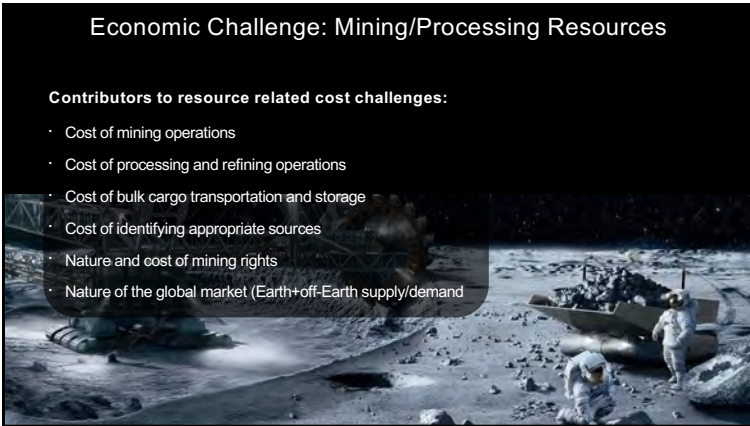 Economic Challenge: Mining/Processing Resources
Contributors to resource related cost challenges:
· Cost of mining operations
· Cost of processing and refining operations
· Cost of bulk cargo transportation and storage
· Cost of identifying appropriate sources
· Nature and cost of mining rights
· Nature of the global market (Earth+off-Earth supply/demand